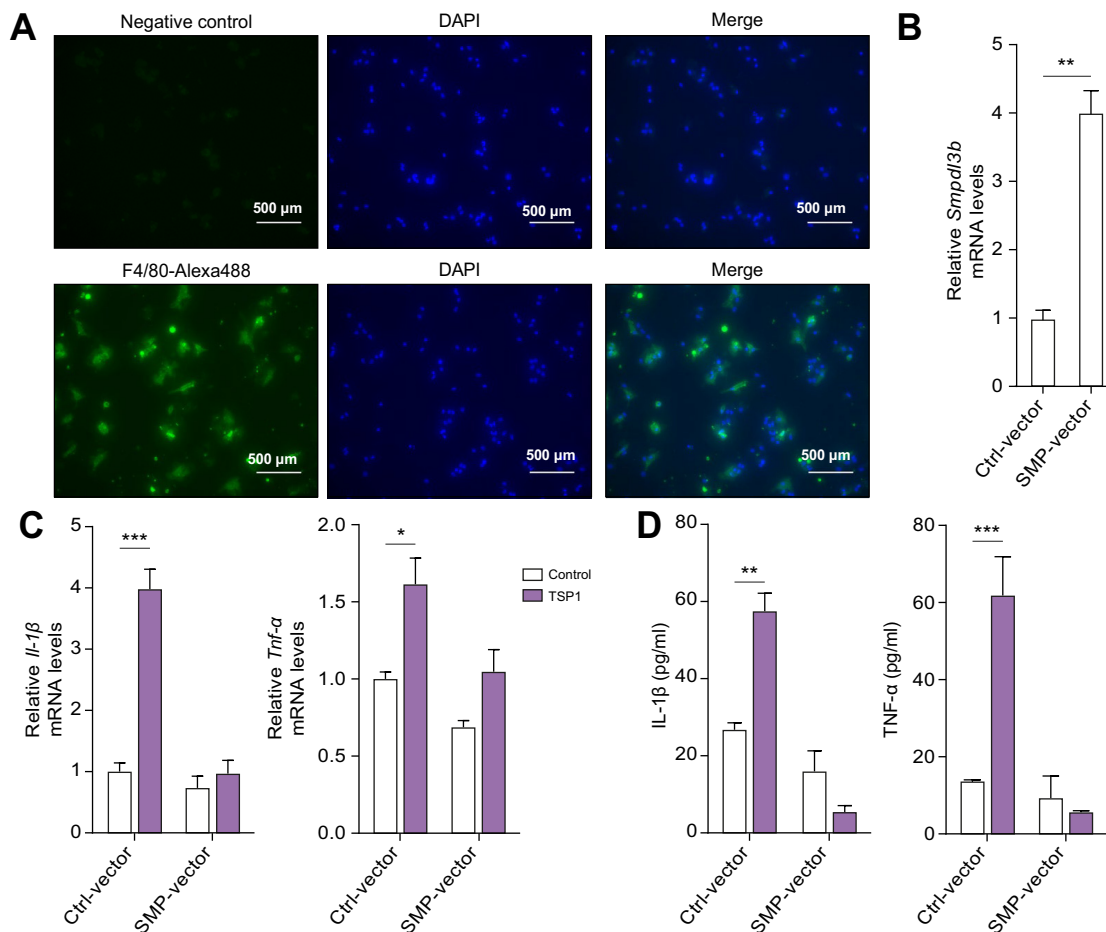 A
Negative control
DAPI
Merge
500 µm
500 µm
500 µm
F4/80-Alexa488
DAPI
Merge
500 µm
500 µm
500 µm
B
Relative Smpdl3b
mRNA levels
5
4
3
2
1
0
**
Ctrl-vector
SMP-vector
C
Relative Il-1β
mRNA levels
5
4
3
2
1
0
***
Ctrl-vector
SMP-vector
Relative Tnf-α
mRNA levels
2.0
1.5
1.0
0.5
0.0
*
Ctrl-vector
SMP-vector
Control
TSP1
D
IL-1β (pg/ml)
80
60
40
20
0
**
Ctrl-vector
SMP-vector
TNF-α (pg/ml)
80
60
40
20
0
***
Ctrl-vector
SMP-vector